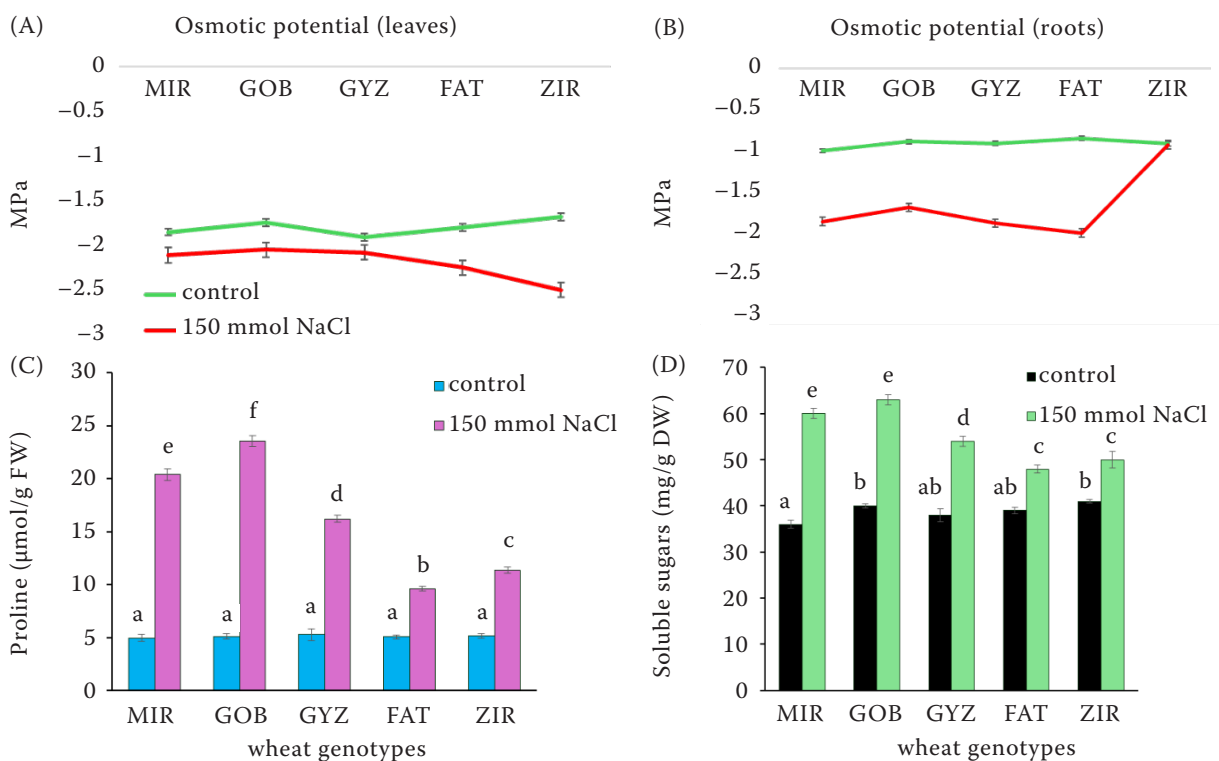 (A)
Osmotic potential (leaves)
0
MIR GOB GYZ FAT ZIR
−0.5
−1
−1.5
−2
−2.5
−3
MPa
control
150 mmol NaCl
(B)
Osmotic potential (roots)
0
MIR GOB GYZ FAT ZIR
−0.5
−1
−1.5
−2
−2.5
−3
MPa
(C)
30
25
20
15
10
5
0
Proline (μmol/g FW)
control
150 mmol NaCl
a e a f a d a b a c
MIR GOB GYZ FAT ZIR
wheat genotypes
(D)
70
60
50
40
30
20
10
0
Soluble sugars (mg/g DW)
control
150 mmol NaCl
a e b e ab d ab c b c
MIR GOB GYZ FAT ZIR
wheat genotypes